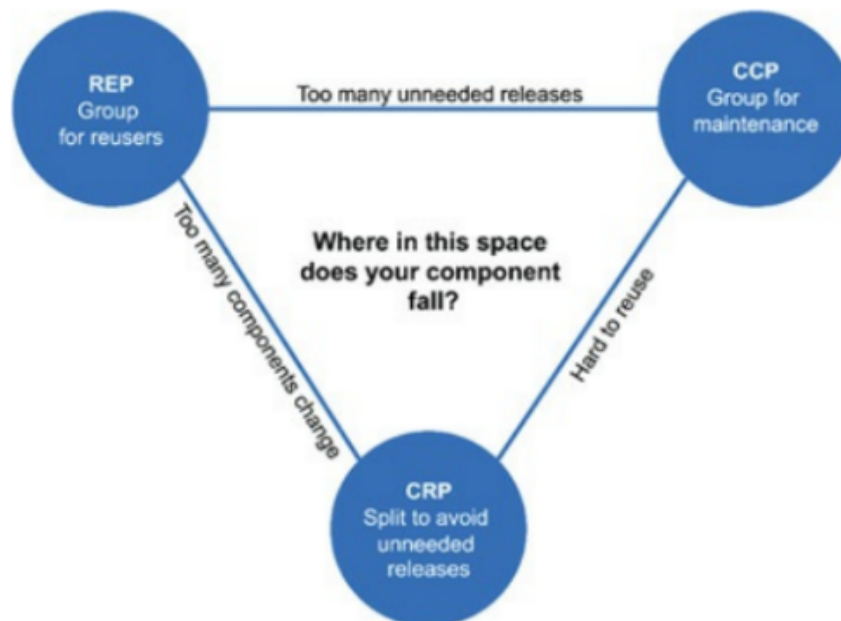 REP
Group
for reusers
Too many unneeded releases
CCP
Group for
maintenance
Where in this space
does your component
fall?
Too many components change
Hard to reuse
CRP
Split to avoid
unneeded
releases